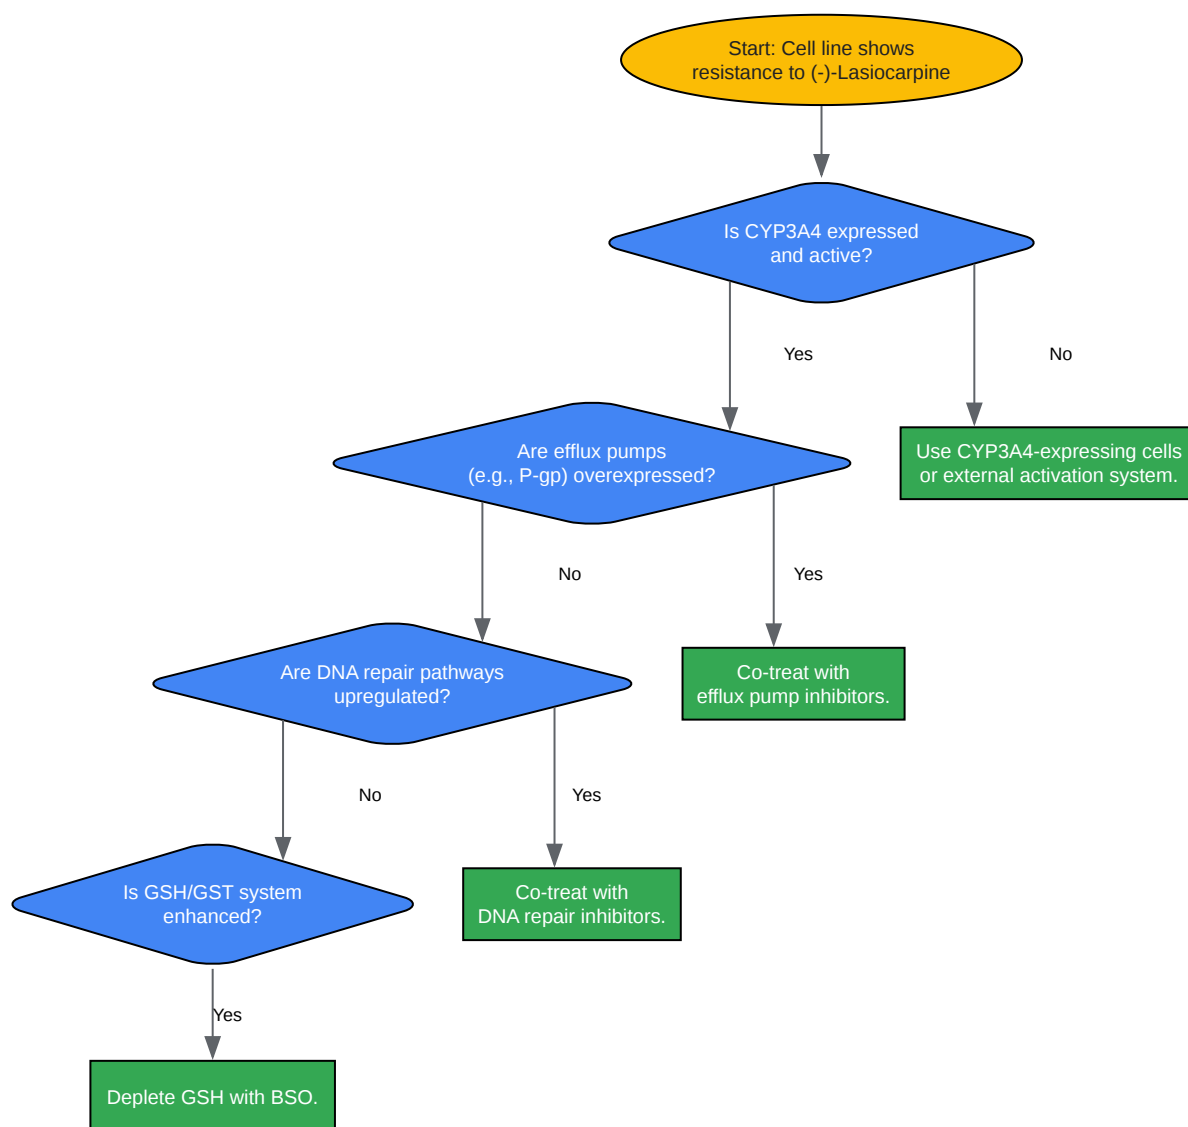 Start: Cell line shows
resistance to (-)-Lasiocarpine
Is CYP3A4 expressed
and active?
Yes
No
Are efflux pumps
(e.g., P-gp) overexpressed?
Use CYP3A4-expressing cells
or external activation system.
No
Yes
Are DNA repair pathways
upregulated?
Co-treat with
efflux pump inhibitors.
No
Yes
Is GSH/GST system
enhanced?
Co-treat with
DNA repair inhibitors.
Yes
Deplete GSH with BSO.